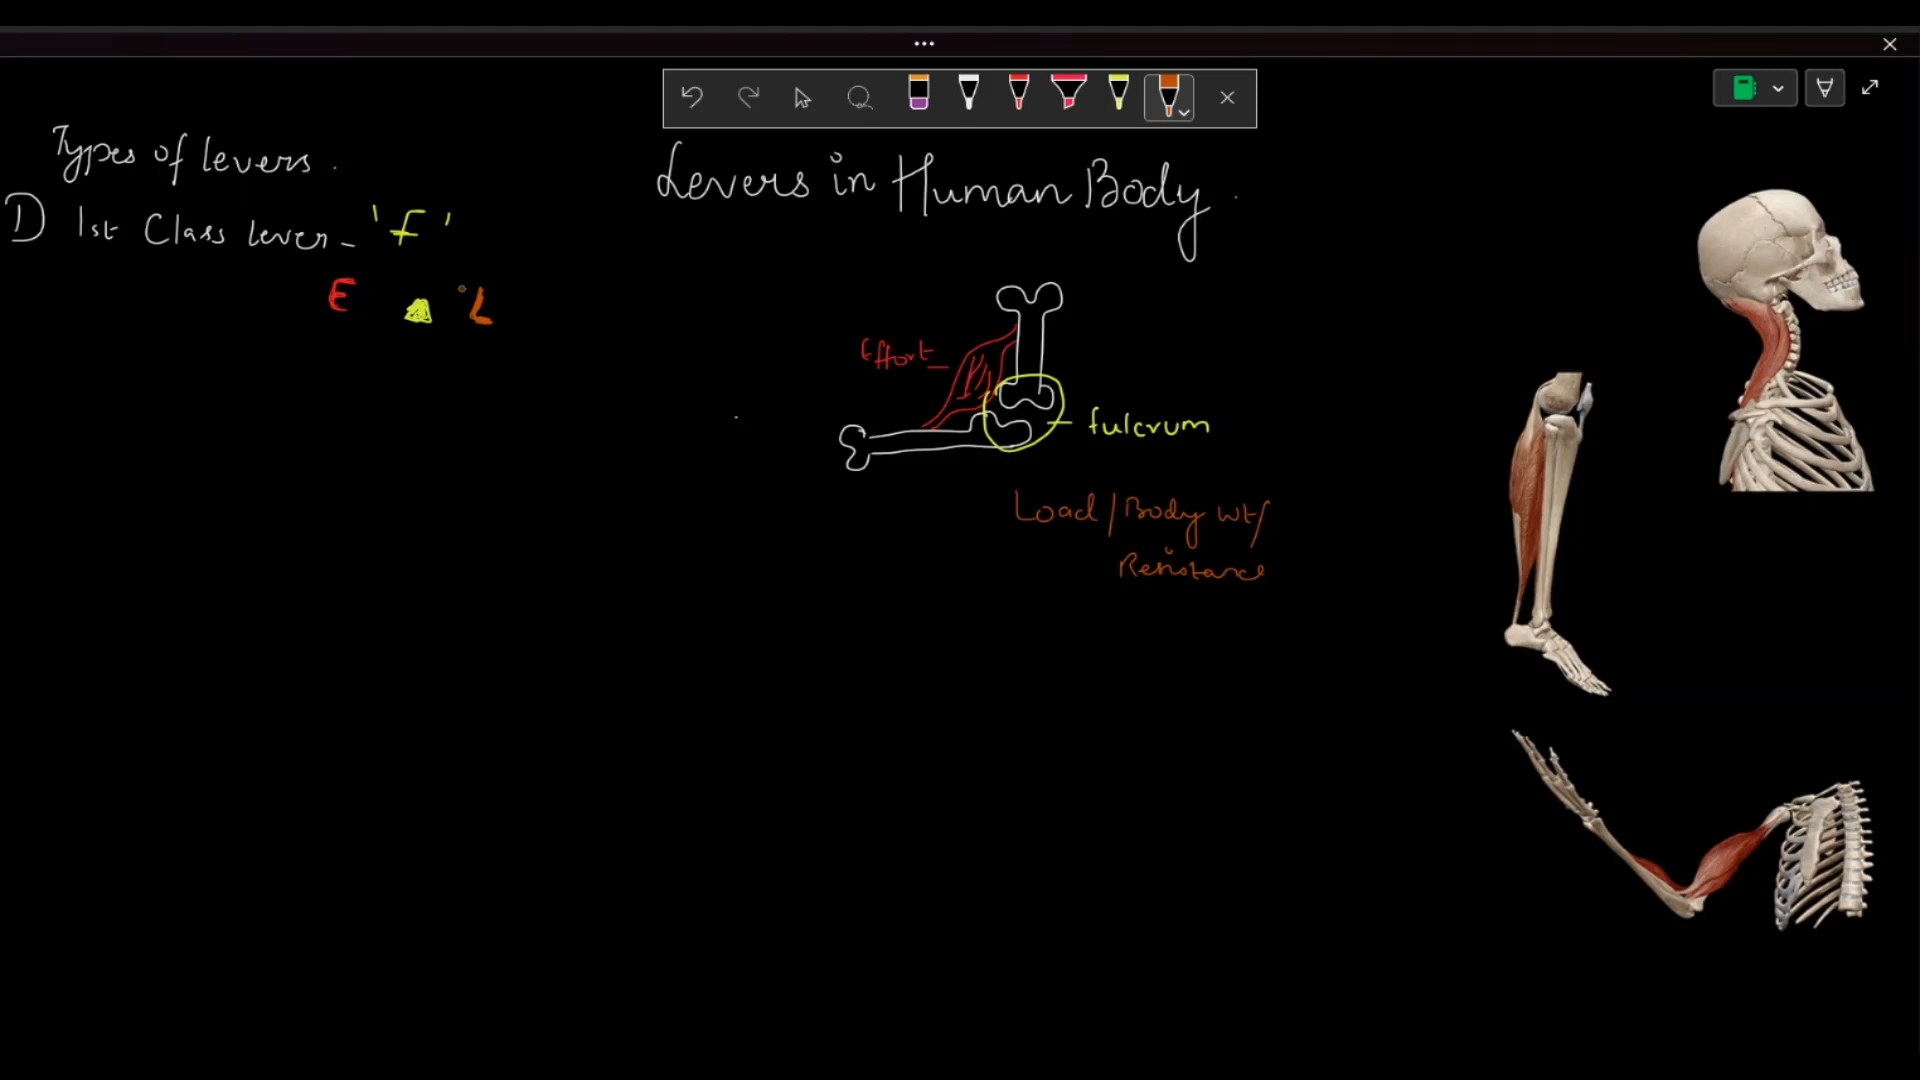 Types of levers.
1) 1st Class lever - 'f'
E L
Levers in Human Body.
Effort
fulcrum
Load / Body wt /
Resistance